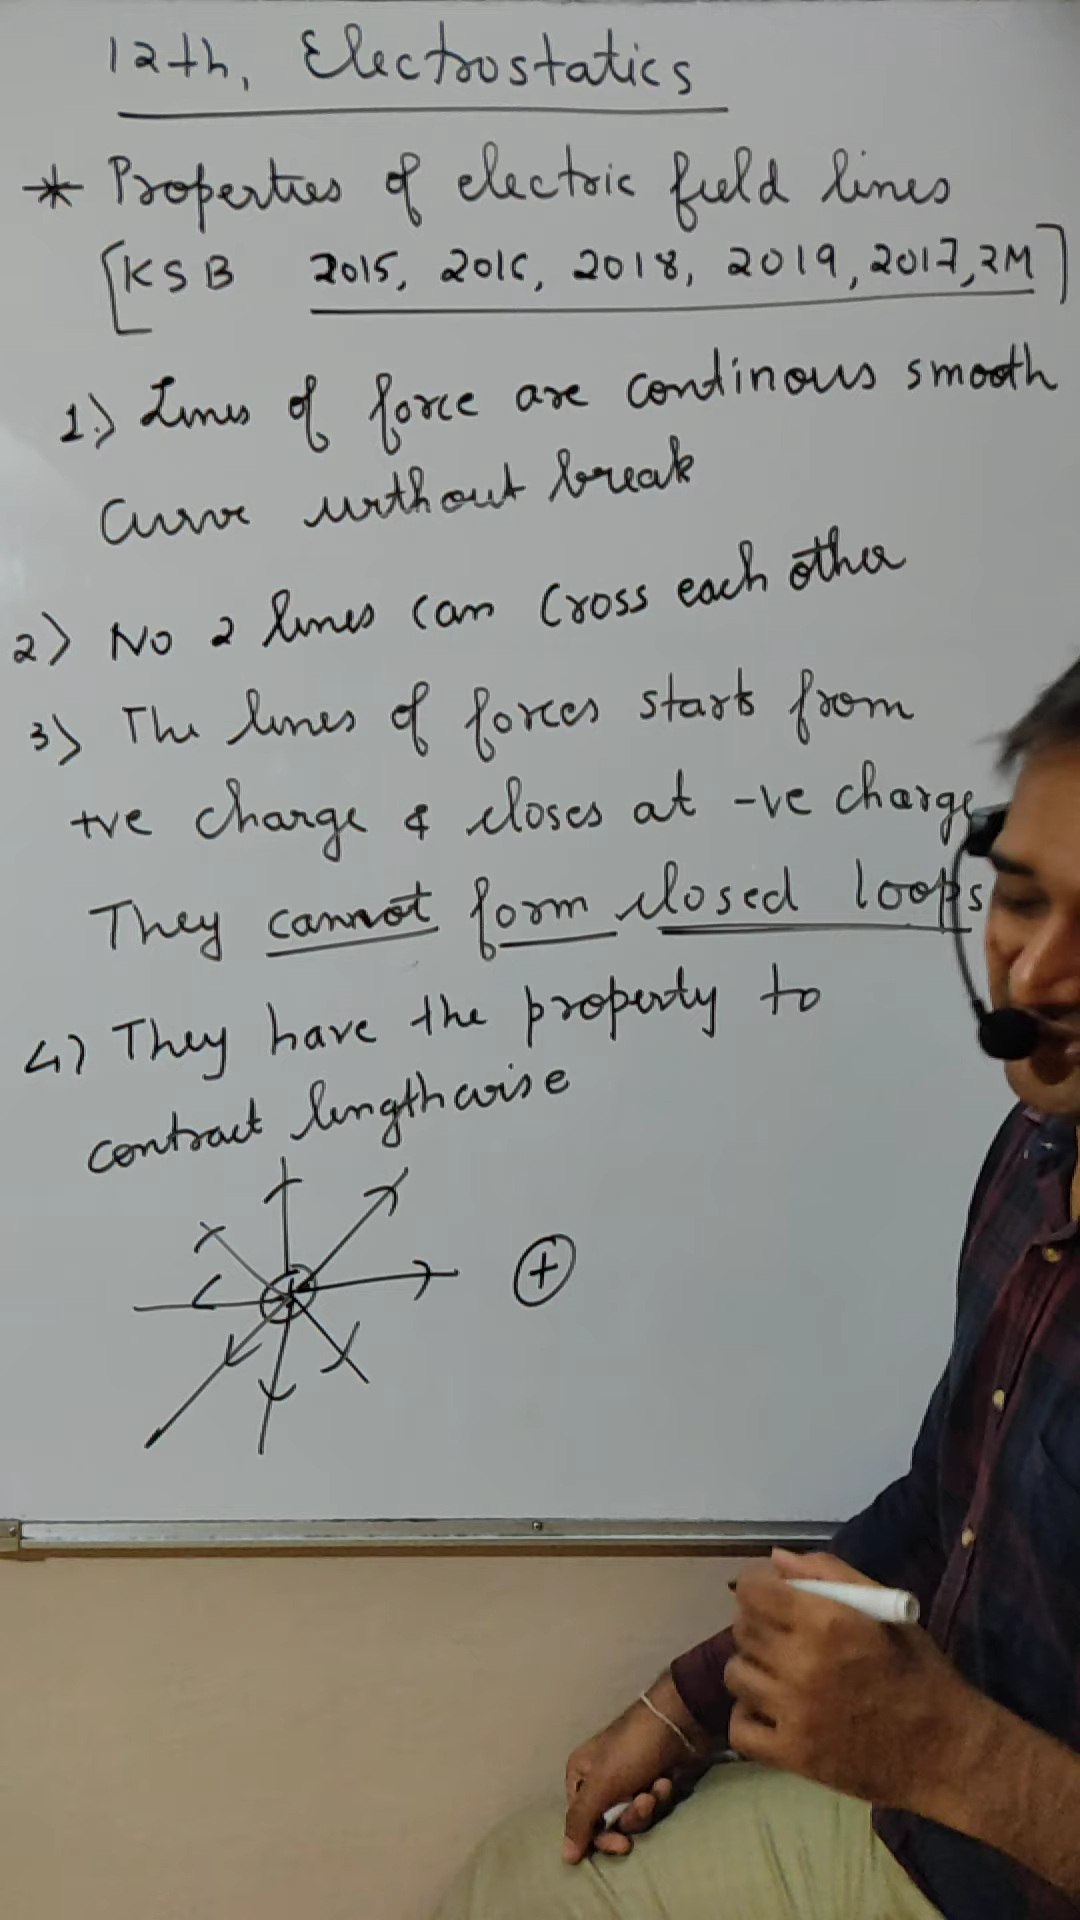 12th, Electrostatics
* Properties of electric field lines
[KSB 2015, 2016, 2018, 2019, 2017, 2M]
1.) Lines of force are continous smooth
Curve without break
2) No 2 lines can cross each other
3) The lines of forces start from
+ve charge & closes at -ve charge
They cannot form closed loops
4) They have the property to
contract lengthwise
+